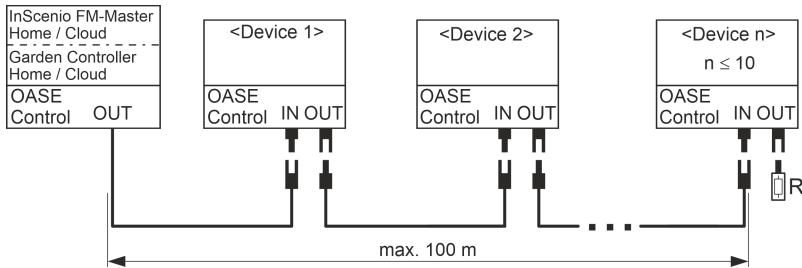 InScenio FM-Master
Home / Cloud
Garden Controller
Home / Cloud
OASE
Control OUT
<Device 1>
OASE
Control IN OUT
<Device 2>
OASE
Control IN OUT
<Device n>
n ≤ 10
OASE
Control IN OUT
R
max. 100 m